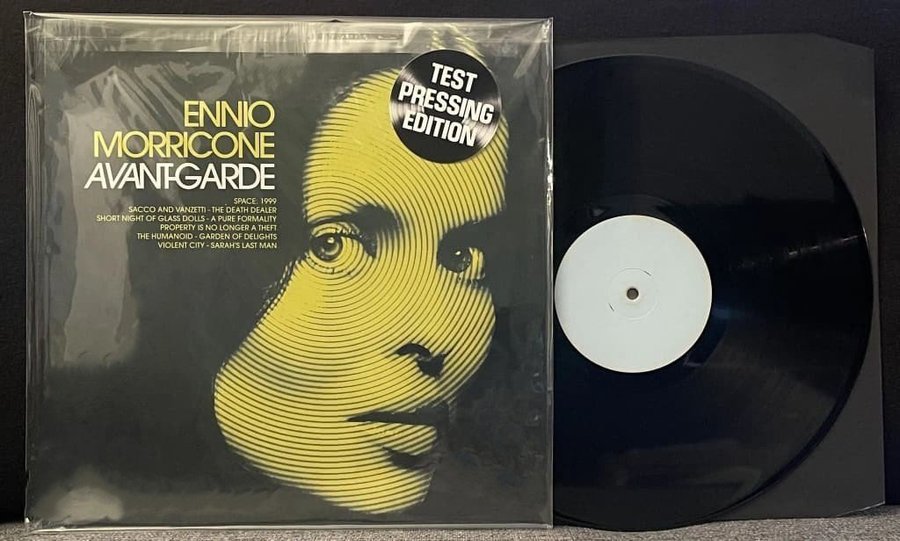 TEST
PRESSING
EDITION
ENNIO
MORRICONE
AVANT-GARDE
SPACE: 1999
SACCO AND VANZETTI - THE DEATH DEALER
SHORT NIGHT OF GLASS DOLLS - A PURE FORMALITY
PROPERTY IS NO LONGER A THEFT
THE HUMANOID - GARDEN OF DELIGHTS
VIOLENT CITY - SARAH'S LAST MAN